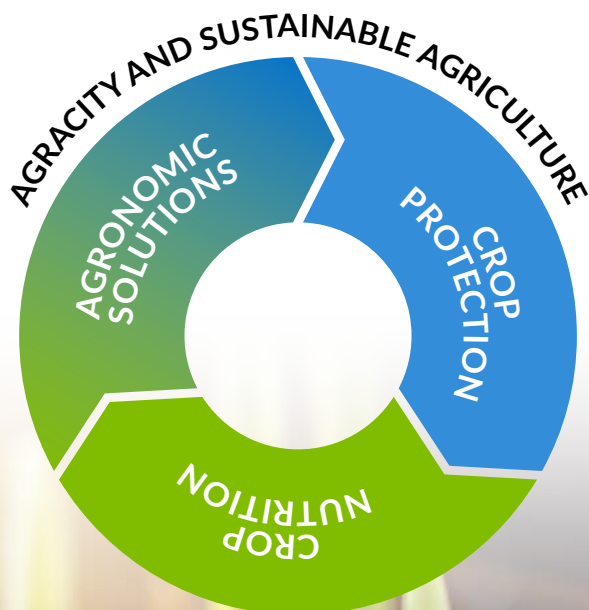 AGRACITY AND SUSTAINABLE AGRICULTURE
AGRONOMIC
SOLUTIONS
CROP
PROTECTION
CROP
NUTRITION